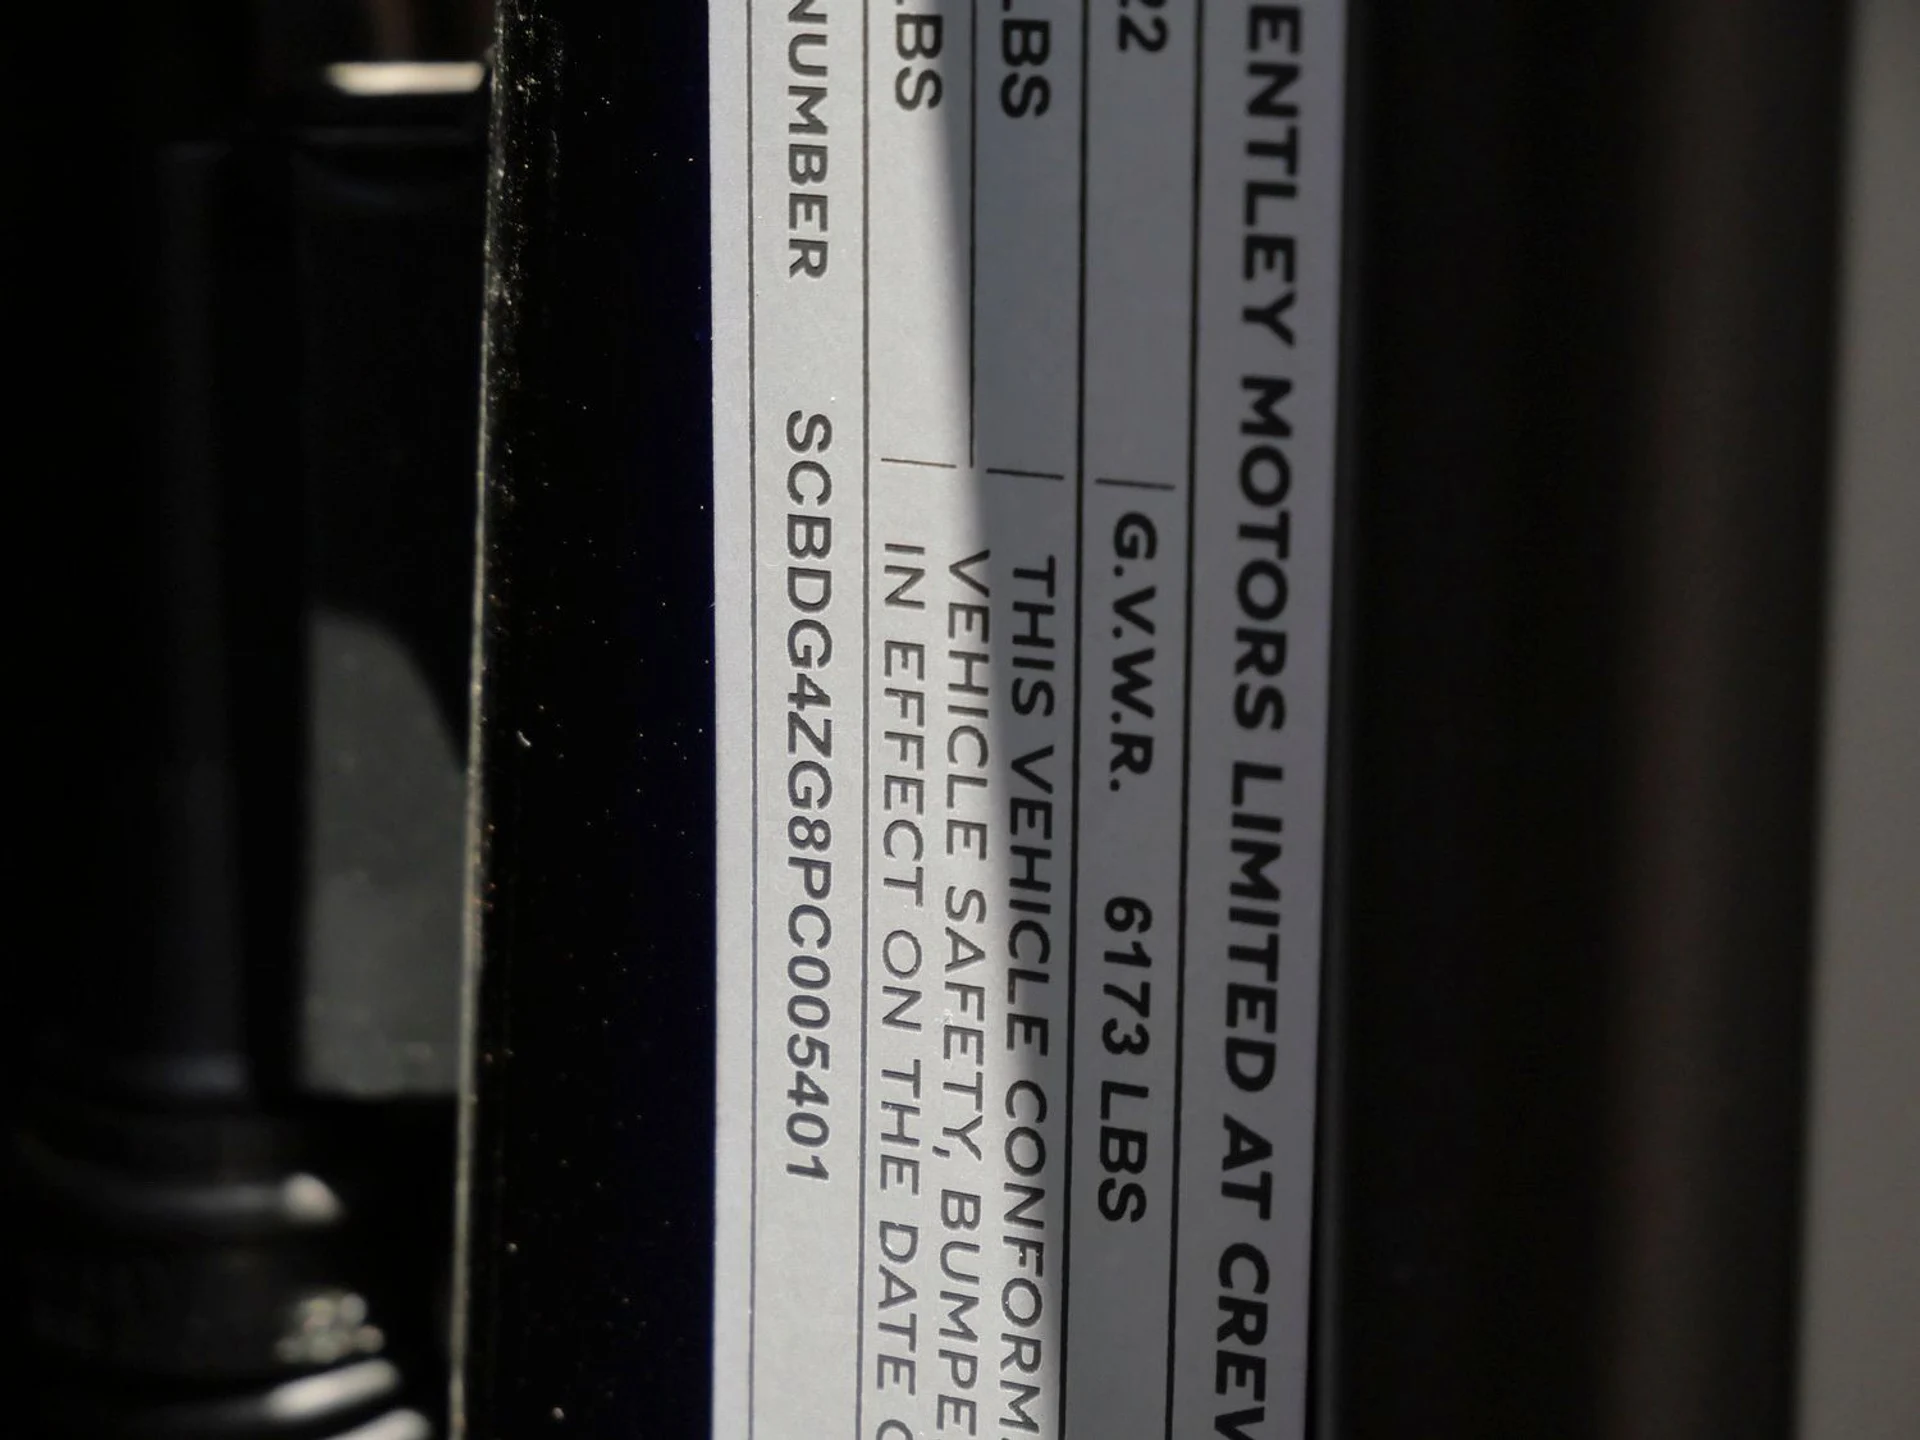 ENTLEY MOTORS LIMITED AT CREW
22 | G.V.W.R. 6173 LBS
LBS | THIS VEHICLE CONFORM
VEHICLE SAFETY, BUMPE
LBS | IN EFFECT ON THE DATE O
NUMBER SCBDG4ZG8PC005401